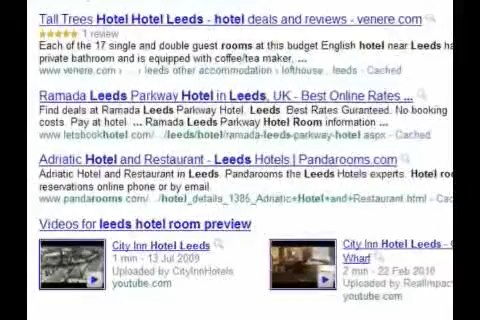 Tall Trees Hotel Hotel Leeds - hotel deals and reviews - venere.com
1 review
Each of the 17 single and double guest rooms at this budget English hotel near Leeds ha
private bathroom and is equipped with coffee/tea maker. ...
www.venere.com › ... › leeds other accommodation › lofthouse , leeds - Cached
Ramada Leeds Parkway Hotel in Leeds, UK - Best Online Rates ...
Find deals at Ramada Leeds Parkway Hotel, Leeds. Best Rates Guranteed. No booking
costs. Pay at hotel. ... Ramada Leeds Parkway Hotel Room information ...
www.letsbookhotel.com/.../leeds/hotel/ramada-leeds-parkway-hotel.aspx - Cached
Adriatic Hotel and Restaurant - Leeds Hotels | Pandarooms.com
Adriatic Hotel and Restaurant in Leeds. Pandarooms the Leeds Hotels experts. Hotel roo
reservations online phone or by email.
www.pandarooms.com/.../hotel_details_1386_Adriatic+Hotel+and+Restaurant.html - Cac
Videos for leeds hotel room preview
City Inn Hotel Leeds
1 min - 13 Jul 2009
Uploaded by CityInnHotels
youtube.com
City Inn Hotel Leeds - G
Wharf
2 min - 22 Feb 2010
Uploaded by RealImpac
youtube.com